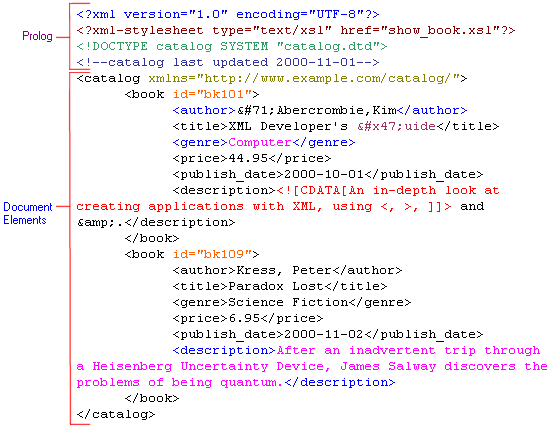 <?xml version="1.0" encoding="UTF-8"?>
<?xml-stylesheet type="text/xsl" href="show_book.xsl"?>
Prolog
<!DOCTYPE catalog SYSTEM "catalog.dtd">
<!--catalog last updated 2000-11-01-->
<catalog xmlns="http://www.example.com/catalog/">
<book id="bk101">
<author>&#71;Abercrombie,Kim</author>
<title>XML Developer's &#x47;uide</title>
<genre>Computer</genre>
<price>44.95</price>
<publish_date>2000-10-01</publish_date>
<description><![CDATA[An in-depth look at
Document
Elements
creating applications with XML, using <, >, ]]> and
&amp;.</description>
</book>
<book id="bk109">
<author>Kress, Peter</author>
<title>Paradox Lost</title>
<genre>Science Fiction</genre>
<price>6.95</price>
<publish_date>2000-11-02</publish_date>
<description>After an inadvertent trip through
a Heisenberg Uncertainty Device, James Salway discovers the
problems of being quantum.</description>
</book>
</catalog>